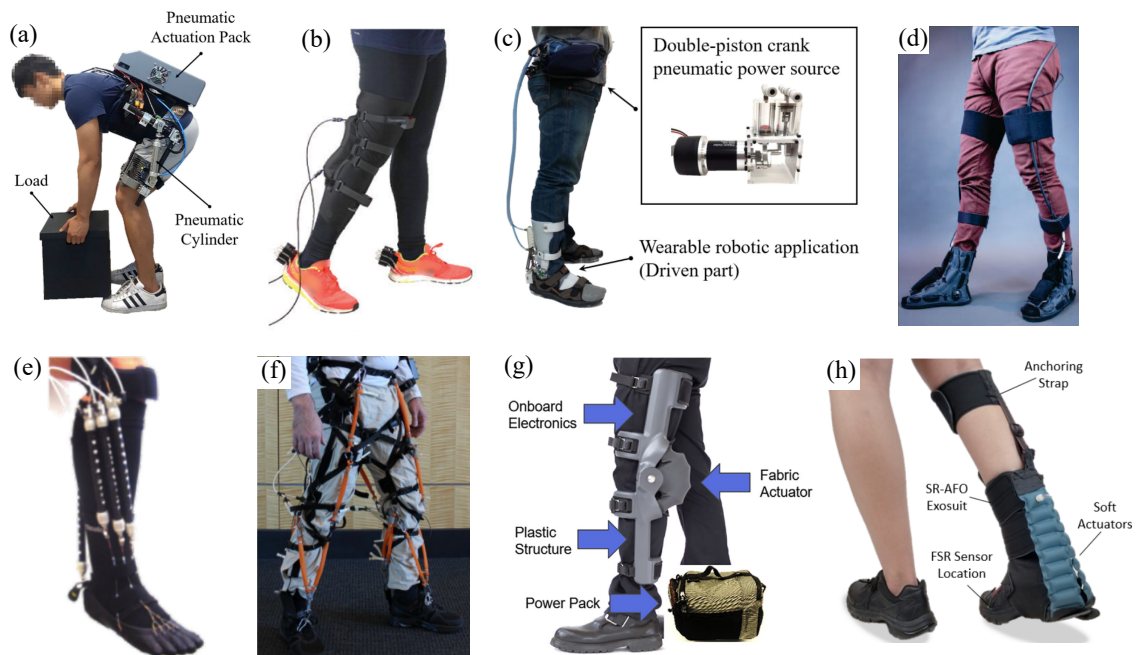 (a)
Pneumatic
Actuation Pack
Load
Pneumatic
Cylinder
(b)
(c)
Double-piston crank
pneumatic power source
Wearable robotic application
(Driven part)
(d)
(e)
(f)
(g)
Onboard
Electronics
Fabric
Actuator
Plastic
Structure
Power Pack
(h)
Anchoring
Strap
SR-AFO
Exosuit
Soft
Actuators
FSR Sensor
Location